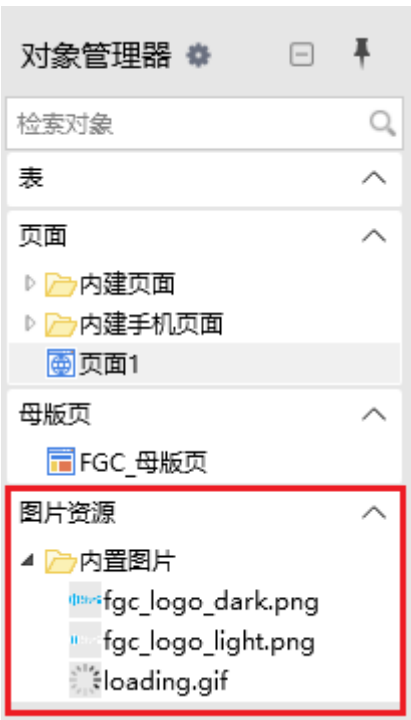 对象管理器
检索对象
表
页面
内建页面
内建手机页面
页面1
母版页
FGC_母版页
图片资源
内置图片
fgc_logo_dark.png
fgc_logo_light.png
loading.gif